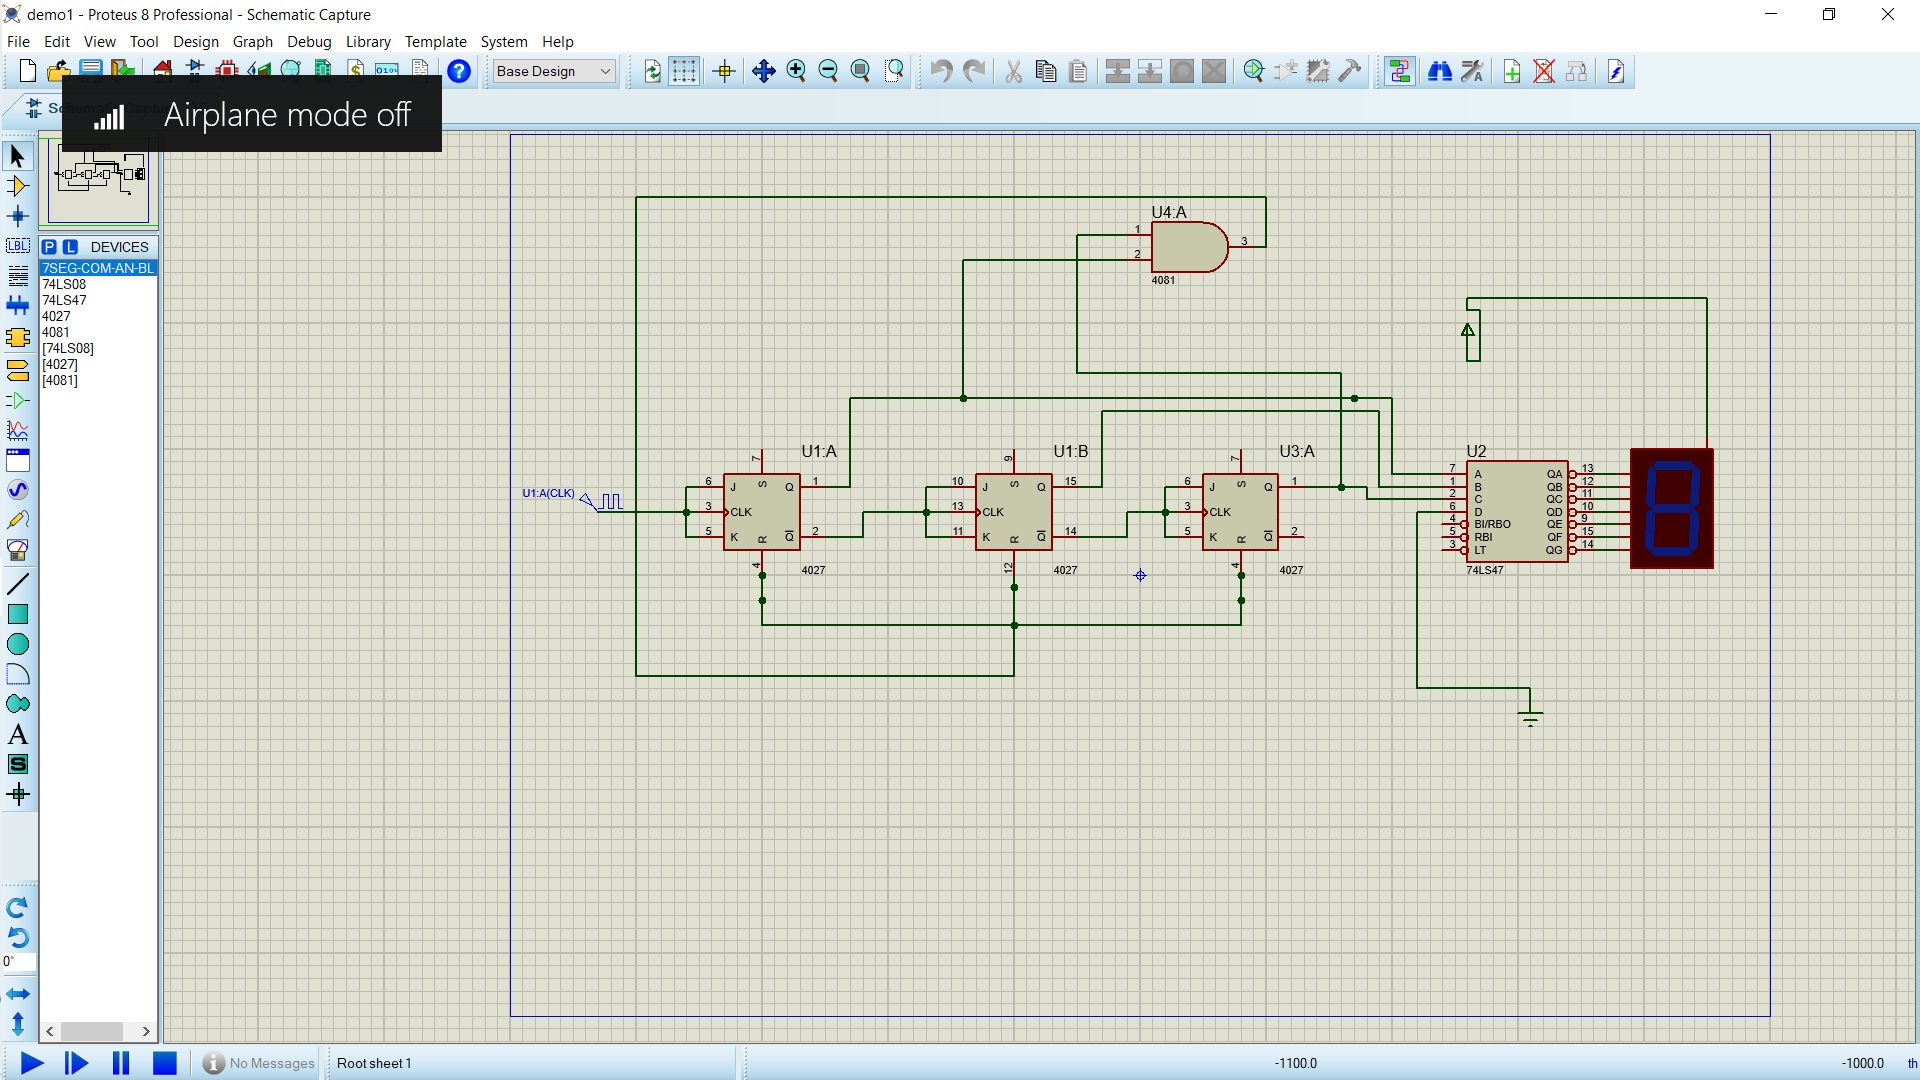 demo1 - Proteus 8 Professional - Schematic Capture
File Edit View Tool Design Graph Debug Library Template System Help
Base Design
Airplane mode off
P L DEVICES
7SEG-COM-AN-BL
74LS08
74LS47
4027
4081
[74LS08]
[4027]
[4081]
LBL
A
S
0°
U4:A
1
2
3
4081
U1:A
7
6 J S Q 1
3 CLK
5 K R Q 2
4
4027
U1:A(CLK)
U1:B
9
10 J S Q 15
13 CLK
11 K R Q 14
12
4027
U3:A
7
6 J S Q 1
3 CLK
5 K R Q 2
4
4027
U2
7 A QA 13
1 B QB 12
2 C QC 11
6 D QD 10
4 BI/RBO QE 9
5 RBI QF 15
3 LT QG 14
74LS47
8
No Messages
Root sheet 1
-1100.0
-1000.0
th